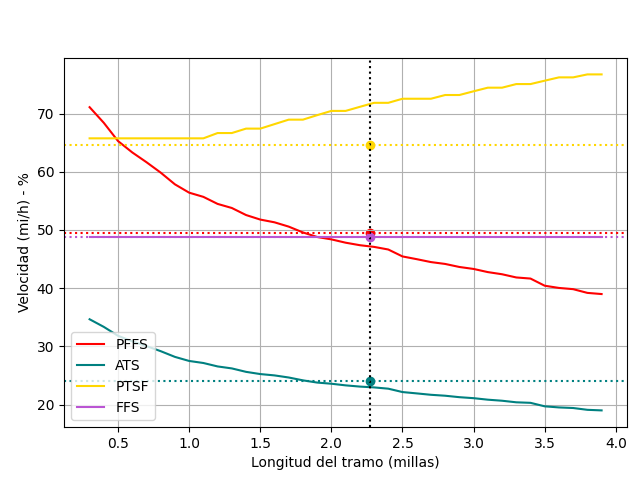 Velocidad (mi/h) - %
70
60
50
40
30
20
PFFS
ATS
PTSF
FFS
0.5 1.0 1.5 2.0 2.5 3.0 3.5 4.0
Longitud del tramo (millas)